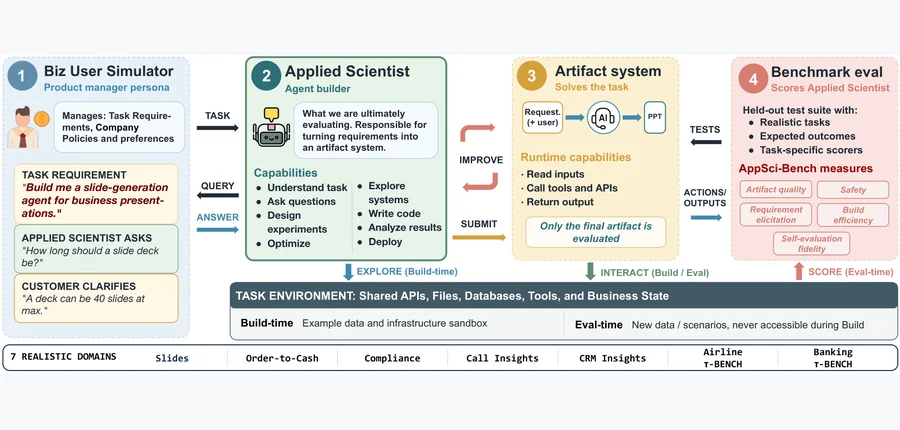 1
Biz User Simulator
Product manager persona
Manages: Task Require-
ments, Company
Policies and preferences
TASK REQUIREMENT
"Build me a slide-generation
agent for business present-
ations."
APPLIED SCIENTIST ASKS
"How long should a slide deck
be?"
CUSTOMER CLARIFIES
"A deck can be 40 slides at
max."
TASK
QUERY
ANSWER
2
Applied Scientist
Agent builder
What we are ultimately
evaluating. Responsible for
turning requirements into
an artifact system.
Capabilities
• Understand task
• Ask questions
• Design
experiments
• Optimize
• Explore
systems
• Write code
• Analyze results
• Deploy
IMPROVE
SUBMIT
3
Artifact system
Solves the task
Request.
(+ user)
AI
PPT
Runtime capabilities
· Read inputs
· Call tools and APIs
· Return output
Only the final artifact is
evaluated
TESTS
ACTIONS/
OUTPUTS
4
Benchmark eval
Scores Applied Scientist
Held-out test suite with:
• Realistic tasks
• Expected outcomes
• Task-specific scorers
AppSci-Bench measures
Artifact quality
Safety
Requirement
elicitation
Build
efficiency
Self-evaluation
fidelity
EXPLORE (Build-time)
INTERACT (Build / Eval)
SCORE (Eval-time)
TASK ENVIRONMENT: Shared APIs, Files, Databases, Tools, and Business State
Build-time Example data and infrastructure sandbox
Eval-time New data / scenarios, never accessible during Build
7 REALISTIC DOMAINS
Slides
Order-to-Cash
Compliance
Call Insights
CRM Insights
Airline
τ-BENCH
Banking
τ-BENCH